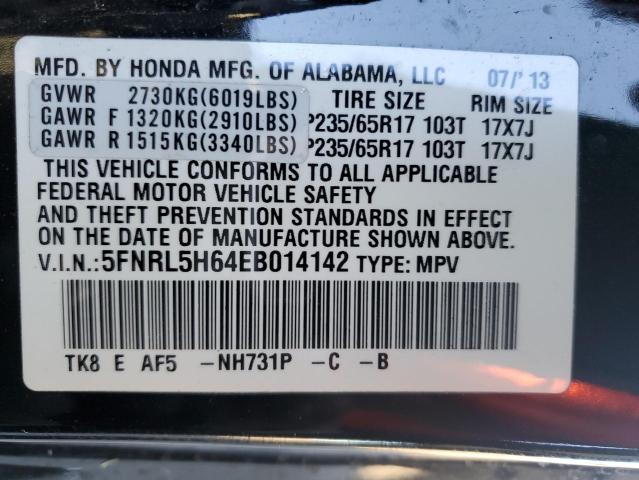 MFD. BY HONDA MFG. OF ALABAMA, LLC 07/'13
GVWR 2730KG(6019LBS) TIRE SIZE RIM SIZE
GAWR F 1320KG(2910LBS) P235/65R17 103T 17X7J
GAWR R 1515KG(3340LBS) P235/65R17 103T 17X7J
THIS VEHICLE CONFORMS TO ALL APPLICABLE
FEDERAL MOTOR VEHICLE SAFETY
AND THEFT PREVENTION STANDARDS IN EFFECT
ON THE DATE OF MANUFACTURE SHOWN ABOVE.
V.I.N.:5FNRL5H64EB014142 TYPE: MPV
TK8 E AF5 -NH731P -C -B